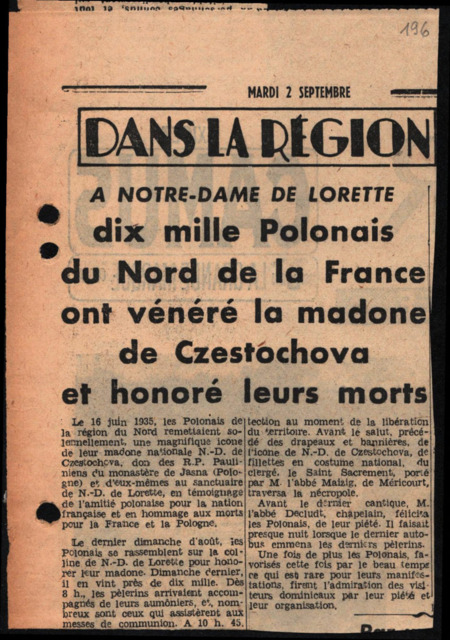 196
MARDI 2 SEPTEMBRE
DANS LA RÉGION
A NOTRE-DAME DE LORETTE
dix mille Polonais
du Nord de la France
ont vénéré la madone
de Czestochova
et honoré leurs morts
Le 16 juin 1935, les Polonais de
la région du Nord remettaient so-
lennellement, une magnifique icone
de leur madone nationale N.-D. de
Czestochova, don des R.P. Pauli-
niens du monastère de Jasna (Polo-
gne) et d'eux-mêmes au sanctuaire
de N.-D. de Lorette, en témoignage
de l'amitié polonaise pour la nation
française et en hommage aux morts
pour la France et la Pologne.
Le dernier dimanche d'août, les
Polonais se rassemblent sur la col-
line de N.-D. de Lorette pour hono-
rer leur madone. Dimanche dernier,
il en vint près de dix mille. Dès
8 h., les pèlerins arrivaient accom-
pagnés de leurs aumôniers, et, nom-
breux sont ceux qui assistèrent aux
messes de communion. A 10 h. 45,
tection au moment de la libération
du territoire. Avant le salut, précé-
dé des drapeaux et bannières, de
l'icone de N.-D. de Czestochova, de
fillettes en costume national, le
clergé, le Saint Sacrement, porté
par M. l'abbé Maizig, de Méricourt,
traversa la nécropole.
Avant le dernier cantique, M.
l'abbé Decludt, chapelain, félicita
les Polonais, de leur piété. Il faisait
presque nuit lorsque le dernier auto-
bus emmena les derniers pèlerins.
Une fois de plus les Polonais, fa-
vorisés cette fois par le beau temps
ce qui est rare pour leurs manifes-
tations, firent l'admiration des visi-
teurs dominicaux par leur piété et
leur organisation.